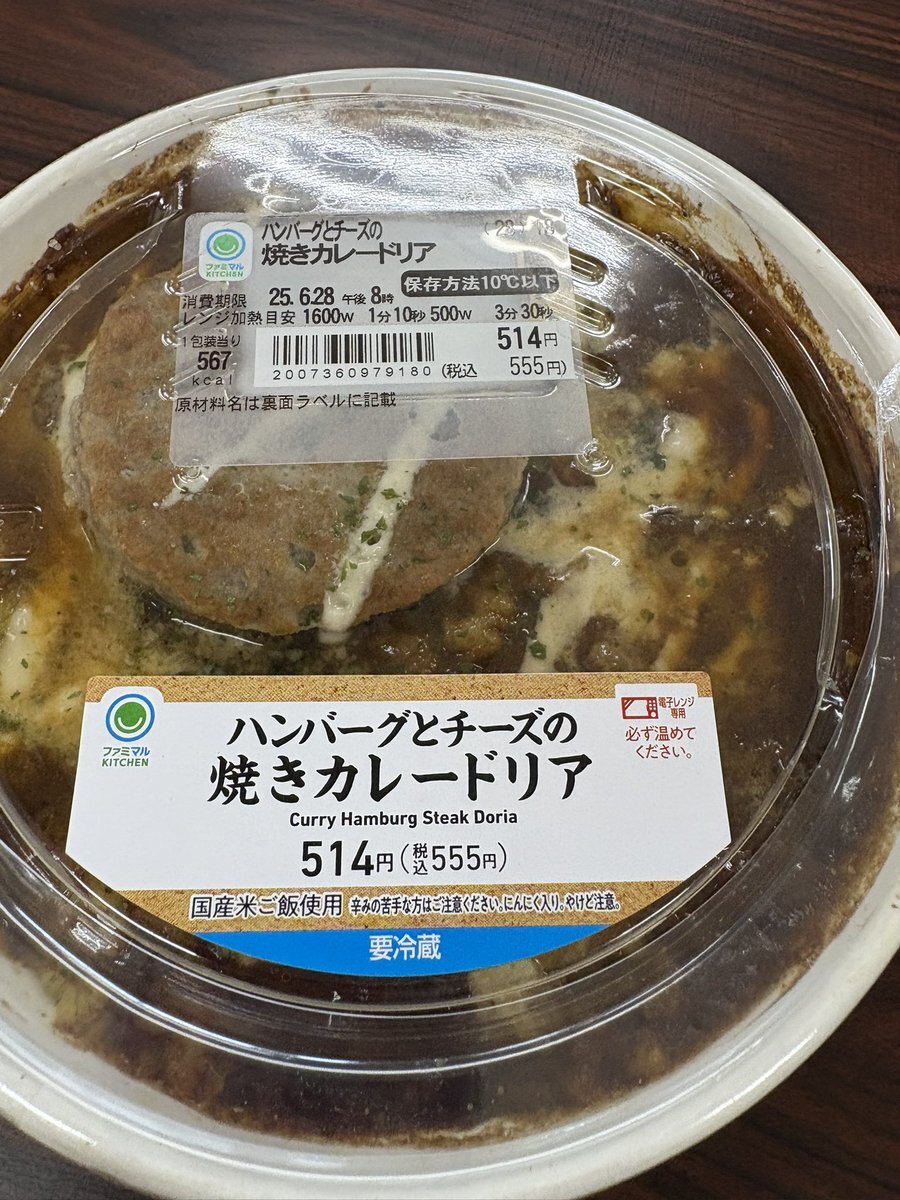 ファミマル
KITCHEN
ハンバーグとチーズの
焼きカレードリア
保存方法10℃以下
消費期限 25. 6.28 午後 8時
レンジ加熱目安 1600W 1分10秒 500W 3分30秒
1包装当り
567
kcal
514円
2007360979180 (税込 555円)
原材料名は裏面ラベルに記載
ファミマル
KITCHEN
ハンバーグとチーズの
焼きカレードリア
Curry Hamburg Steak Doria
514円(税込555円)
電子レンジ
専用
必ず温めて
ください。
国産米ご飯使用 辛みの苦手な方はご注意ください。にんにく入り。やけど注意。
要冷蔵